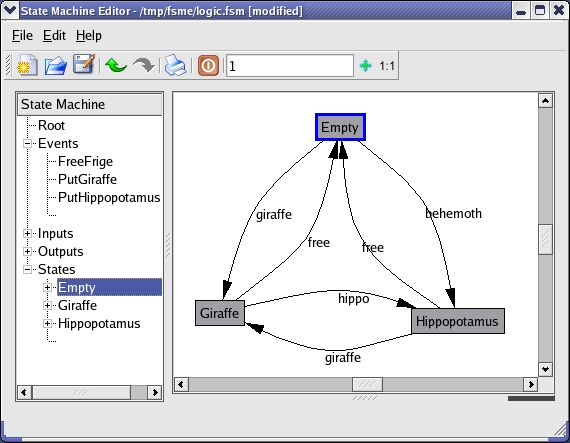 State Machine Editor - /tmp/fsme/logic.fsm [modified]
File Edit Help
1 1:1
State Machine
Root
Events
FreeFrige
PutGiraffe
PutHippopotamus
Inputs
Outputs
States
Empty
Giraffe
Hippopotamus
Empty
giraffe
behemoth
free
free
hippo
Giraffe
Hippopotamus
giraffe